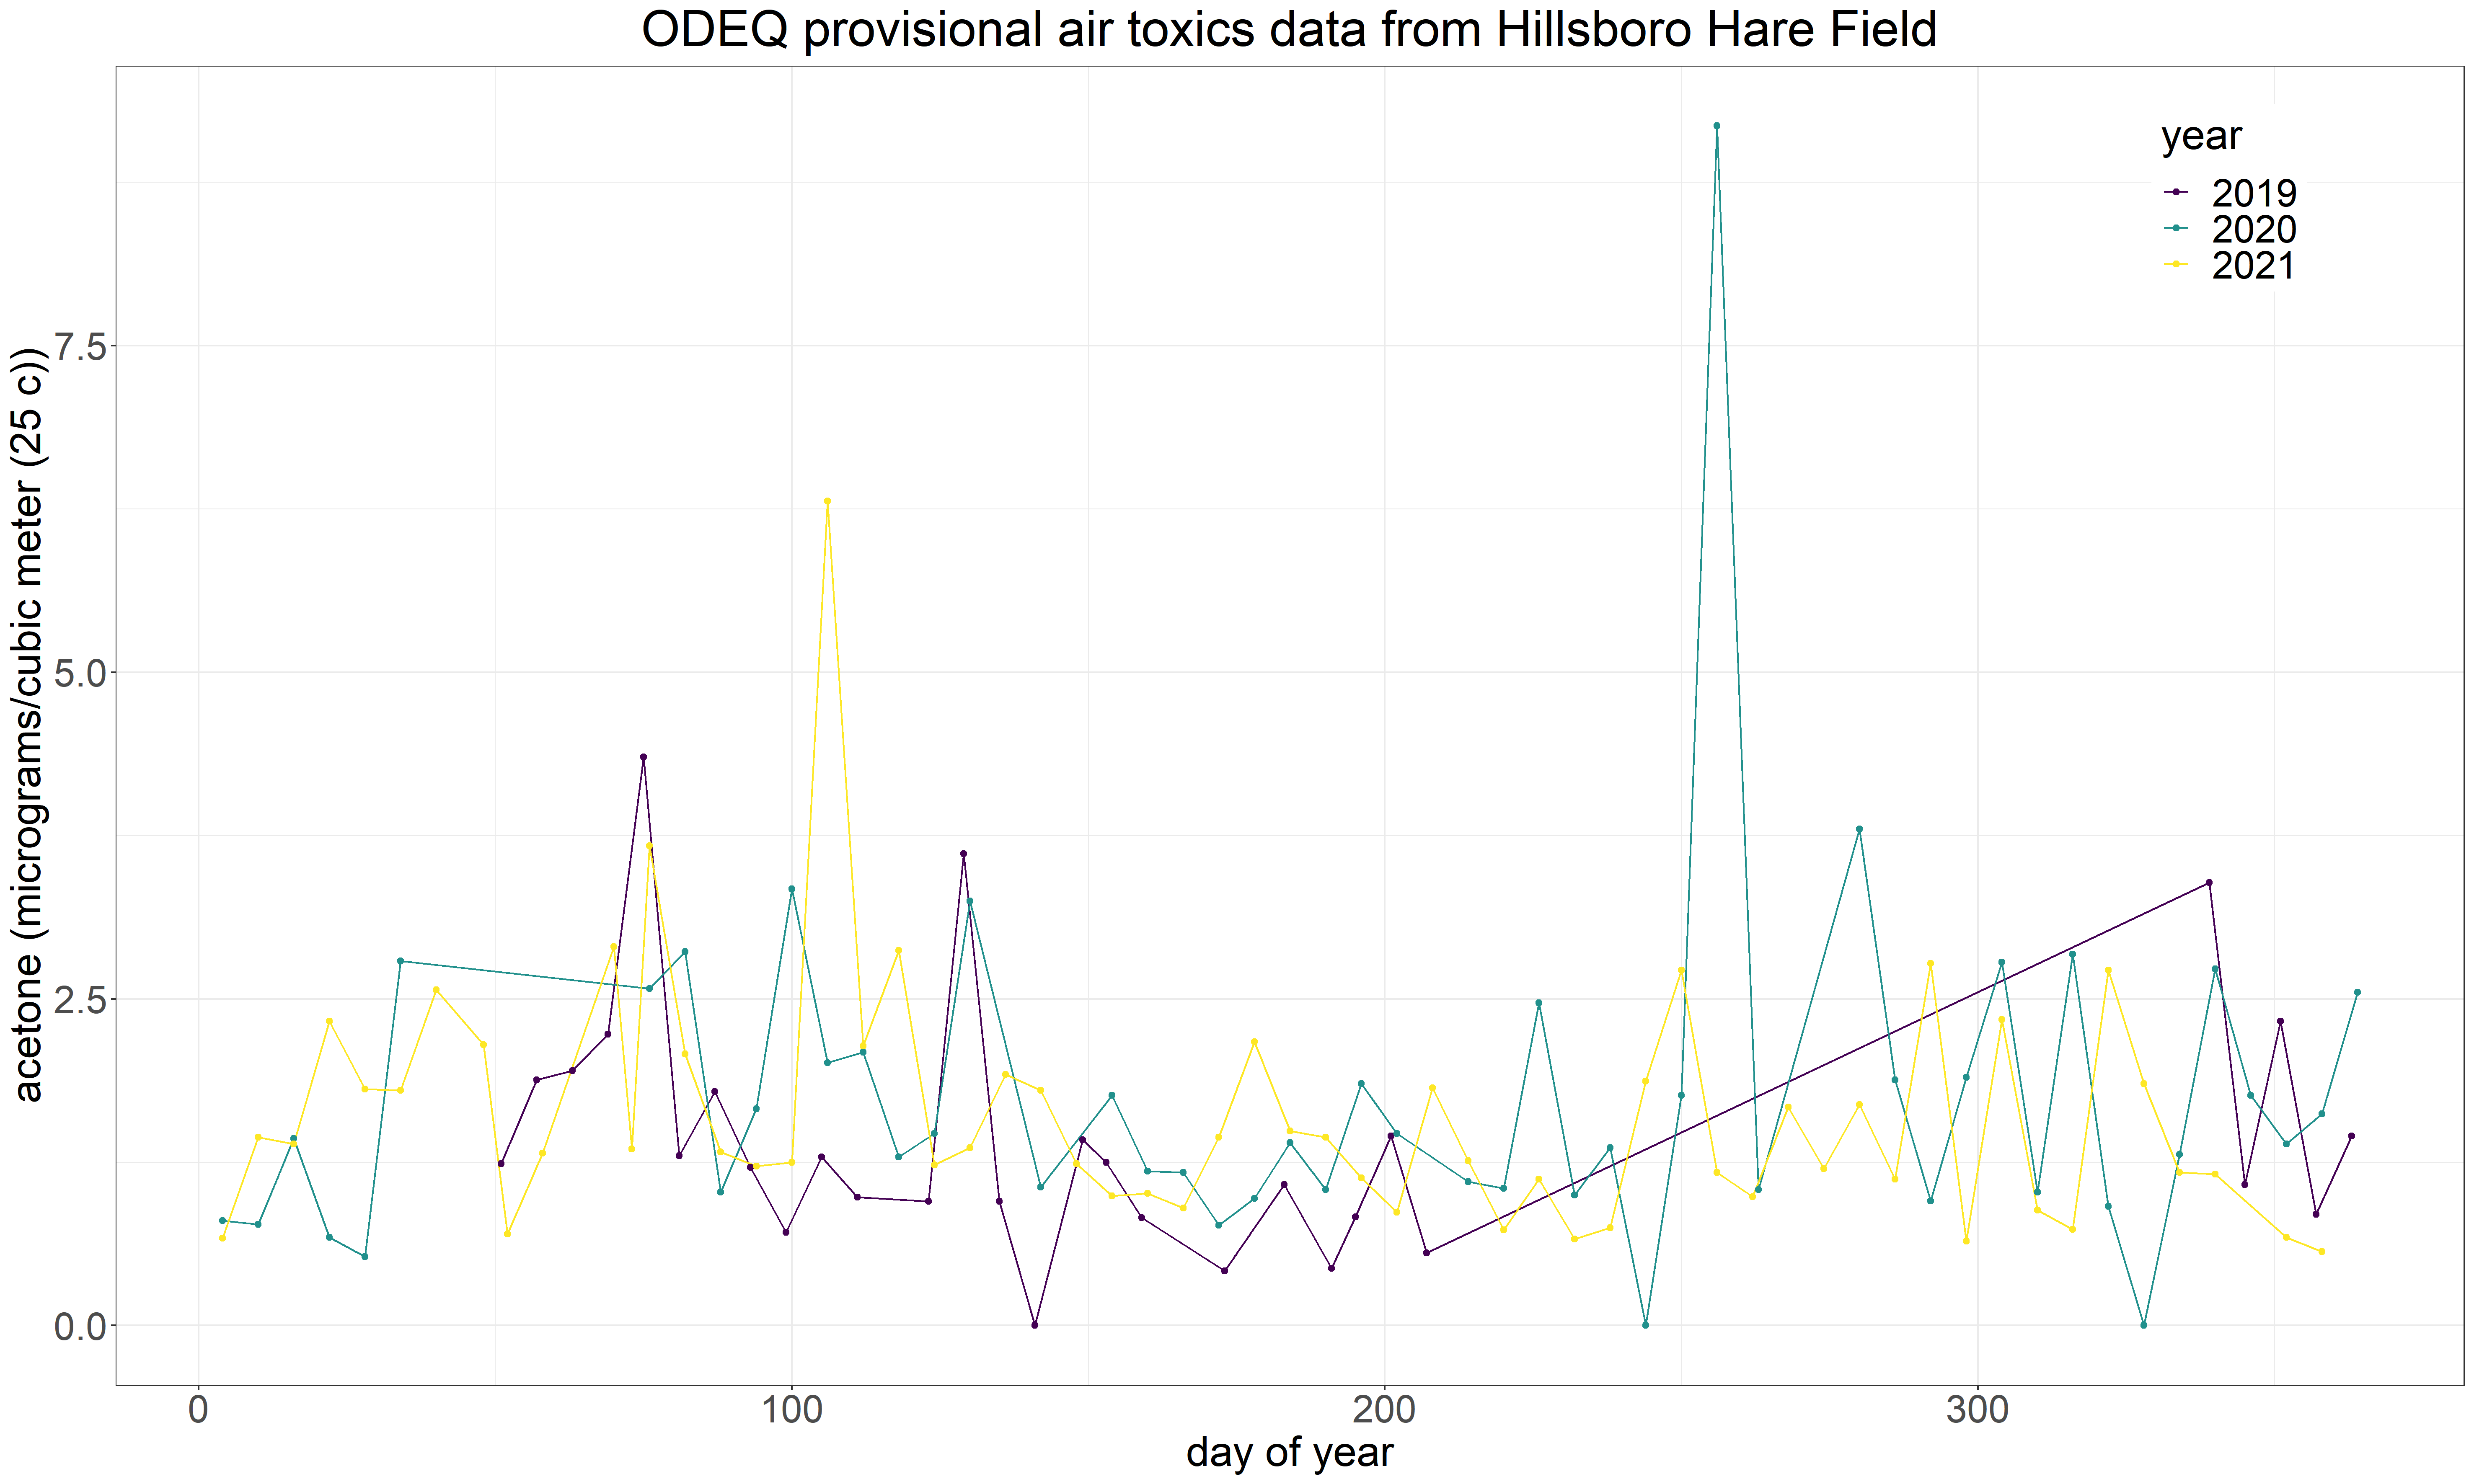 ODEQ provisional air toxics data from Hillsboro Hare Field
year
2019
2020
2021
acetone (micrograms/cubic meter (25 c))
7.5
5.0
2.5
0.0
0 100 200 300
day of year